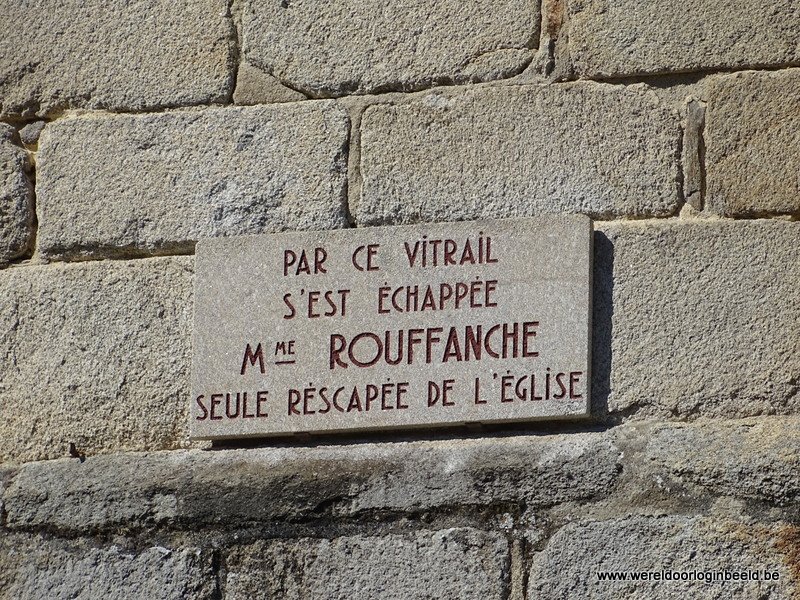 PAR CE VITRAIL
S'EST ÉCHAPPÉE
MME ROUFFANCHE
SEULE RÉSCAPÉE DE L'ÉGLISE
www.wereldoorloginbeeld.be